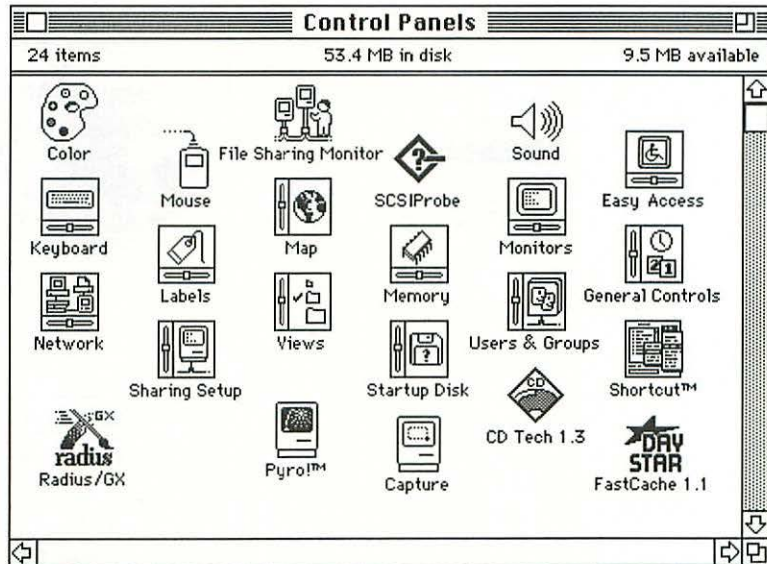 Control Panels
24 items 53.4 MB in disk 9.5 MB available
Color
Mouse
File Sharing Monitor
SCSIProbe
Sound
Easy Access
Keyboard
Labels
Map
Memory
Monitors
General Controls
2 1
Network
Sharing Setup
Views
Startup Disk
Users & Groups
Shortcut™
GX
radius
Radius/GX
Pyro!™
Capture
CD
CD Tech 1.3
DAY
STAR
FastCache 1.1